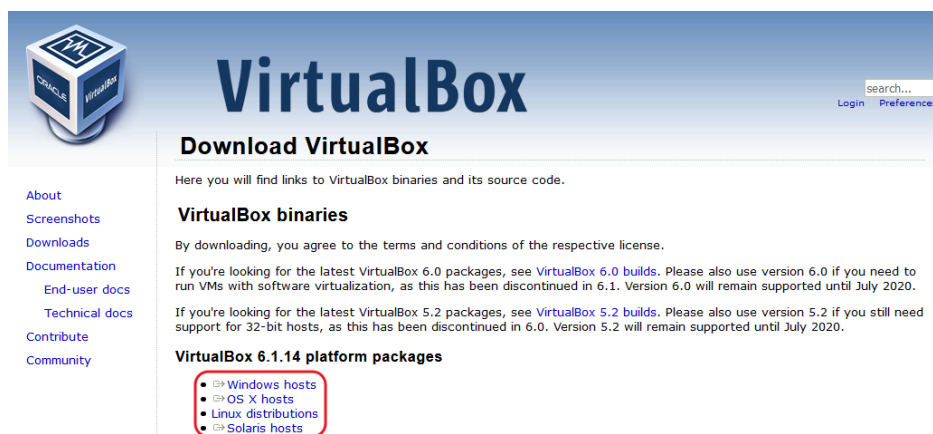 ORACLE
VirtualBox
VirtualBox
search...
Login Preference
Download VirtualBox
Here you will find links to VirtualBox binaries and its source code.
About
Screenshots
Downloads
Documentation
End-user docs
Technical docs
Contribute
Community
VirtualBox binaries
By downloading, you agree to the terms and conditions of the respective license.
If you're looking for the latest VirtualBox 6.0 packages, see VirtualBox 6.0 builds. Please also use version 6.0 if you need to
run VMs with software virtualization, as this has been discontinued in 6.1. Version 6.0 will remain supported until July 2020.
If you're looking for the latest VirtualBox 5.2 packages, see VirtualBox 5.2 builds. Please also use version 5.2 if you still need
support for 32-bit hosts, as this has been discontinued in 6.0. Version 5.2 will remain supported until July 2020.
VirtualBox 6.1.14 platform packages
Windows hosts
OS X hosts
Linux distributions
Solaris hosts